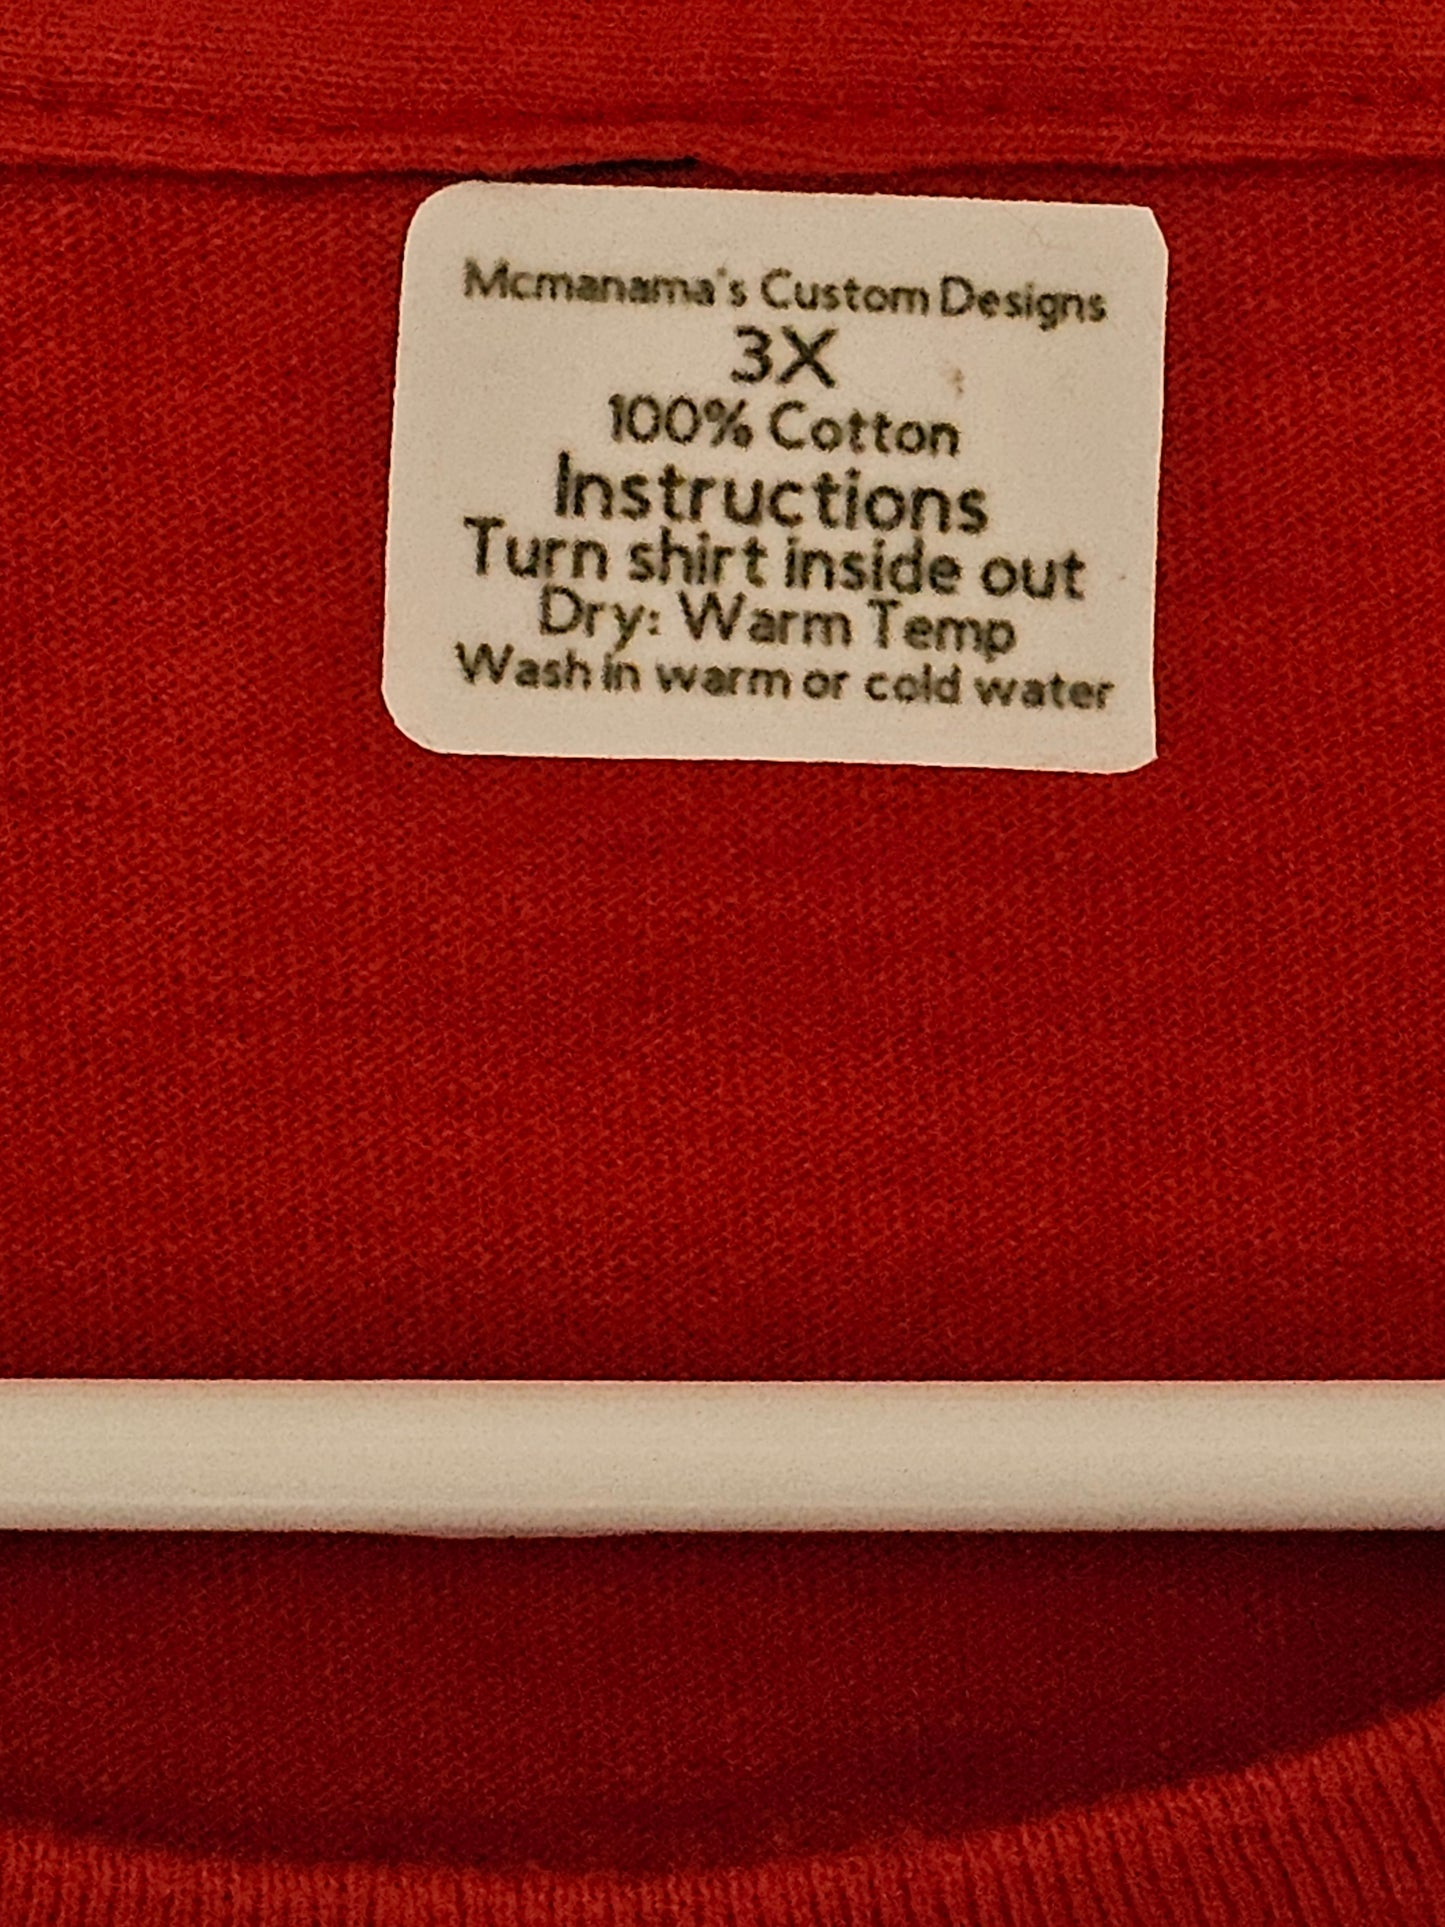 Mcmanama's Custom Designs
3X
100% Cotton
Instructions
Turn shirt inside out
Dry: Warm Temp
Wash in warm or cold water